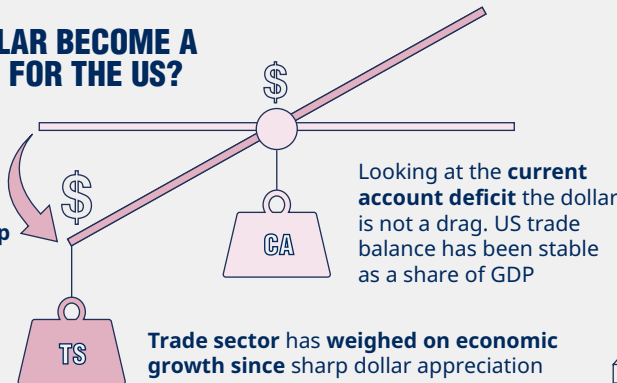 LAR BECOME A
FOR THE US?
$
$
p
Looking at the current
account deficit the dollar
is not a drag. US trade
balance has been stable
as a share of GDP
CA
TS
Trade sector has weighed on economic
growth since sharp dollar appreciation